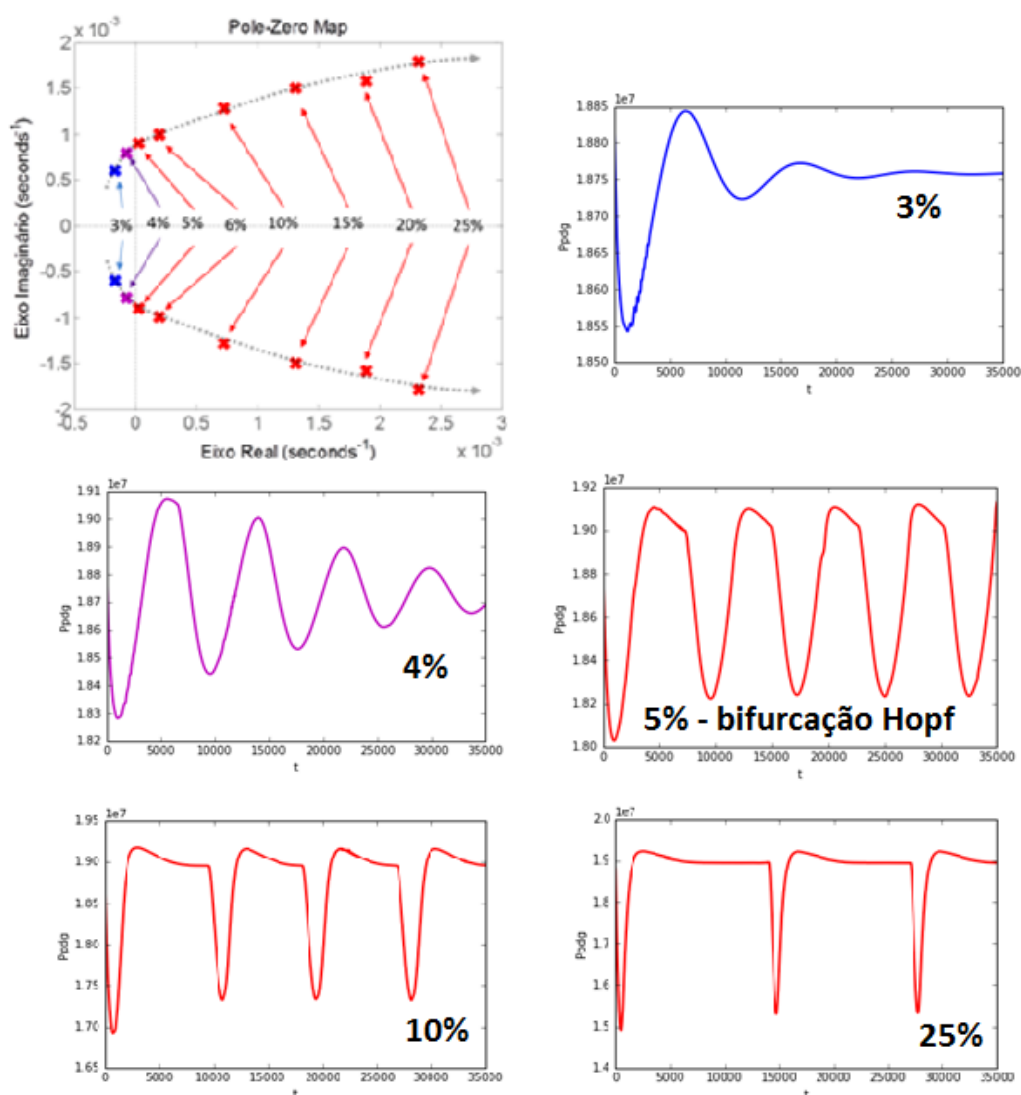 Pole-Zero Map
x 10⁻³
2
1.5
1
0.5
0
-0.5
-1
-1.5
-2
Eixo Imaginário (seconds⁻¹)
3% 4% 5% 6% 10% 15% 20% 25%
-0.5 0 0.5 1 1.5 2 2.5 3
Eixo Real (seconds⁻¹)
x 10⁻³
1e7
1.885
1.880
1.875
1.870
1.865
1.860
1.855
1.850
Ppdg
3%
0 5000 10000 15000 20000 25000 30000 35000
t
1e7
1.91
1.90
1.89
1.88
1.87
1.86
1.85
1.84
1.83
1.82
Ppdg
4%
0 5000 10000 15000 20000 25000 30000 35000
t
1e7
1.92
1.90
1.88
1.86
1.84
1.82
1.80
Ppdg
5% - bifurcação Hopf
0 5000 10000 15000 20000 25000 30000 35000
t
1e7
1.95
1.90
1.85
1.80
1.75
1.70
1.65
Ppdg
10%
0 5000 10000 15000 20000 25000 30000 35000
t
1e7
2.0
1.9
1.8
1.7
1.6
1.5
1.4
Ppdg
25%
0 5000 10000 15000 20000 25000 30000 35000
t